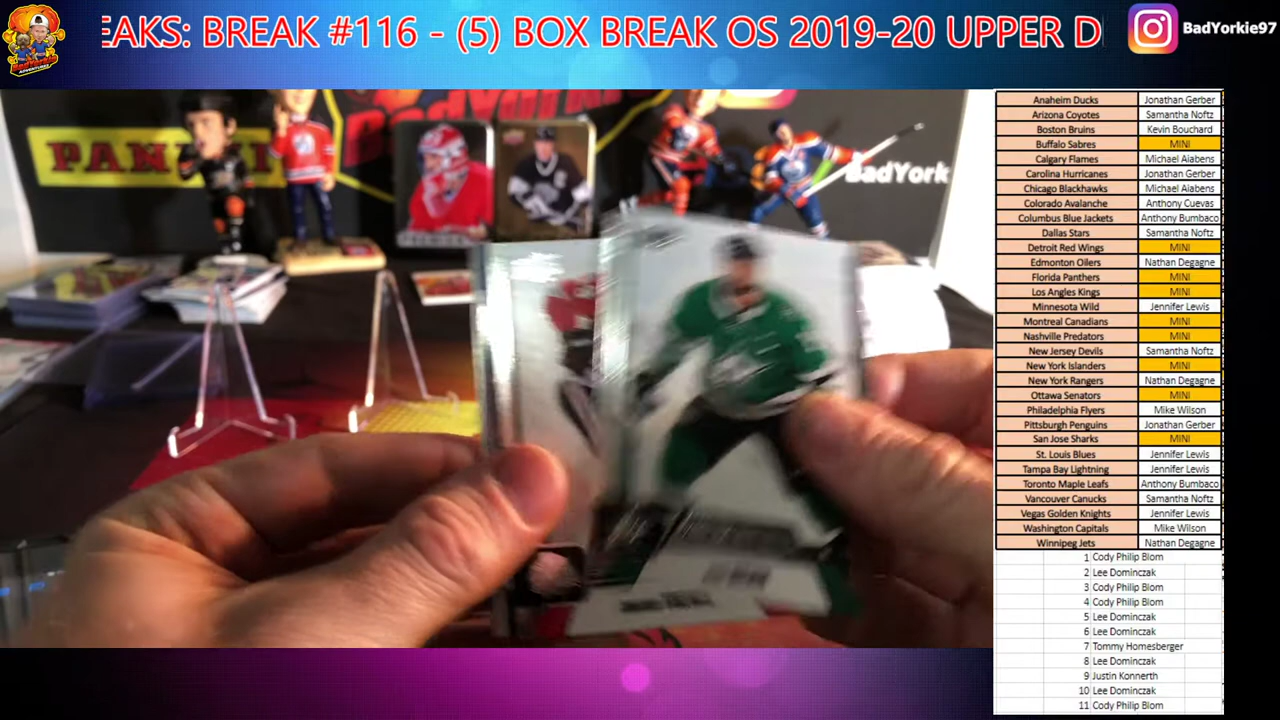 EAKS: BREAK #116 - (5) BOX BREAK OS 2019-20 UPPER D
BadYorkie97
PANINI
BadYork
Anaheim Ducks Jonathan Gerber
Arizona Coyotes Samantha Noftz
Boston Bruins Kevin Bouchard
Buffalo Sabres MINI
Calgary Flames Michael Aiabens
Carolina Hurricanes Jonathan Gerber
Chicago Blackhawks Michael Aiabens
Colorado Avalanche Anthony Cuevas
Columbus Blue Jackets Anthony Bumbaco
Dallas Stars Samantha Noftz
Detroit Red Wings MINI
Edmonton Oilers Nathan Degagne
Florida Panthers MINI
Los Angles Kings MINI
Minnesota Wild Jennifer Lewis
Montreal Canadians MINI
Nashville Predators MINI
New Jersey Devils Samantha Noftz
New York Islanders MINI
New York Rangers Nathan Degagne
Ottawa Senators MINI
Philadelphia Flyers Mike Wilson
Pittsburgh Penguins Jonathan Gerber
San Jose Sharks MINI
St. Louis Blues Jennifer Lewis
Tampa Bay Lightning Jennifer Lewis
Toronto Maple Leafs Anthony Bumbaco
Vancouver Canucks Samantha Noftz
Vegas Golden Knights Jennifer Lewis
Washington Capitals Mike Wilson
Winnipeg Jets Nathan Degagne
1 Cody Philip Blom
2 Lee Dominczak
3 Cody Philip Blom
4 Cody Philip Blom
5 Lee Dominczak
6 Lee Dominczak
7 Tommy Homesberger
8 Lee Dominczak
9 Justin Konnerth
10 Lee Dominczak
11 Cody Philip Blom